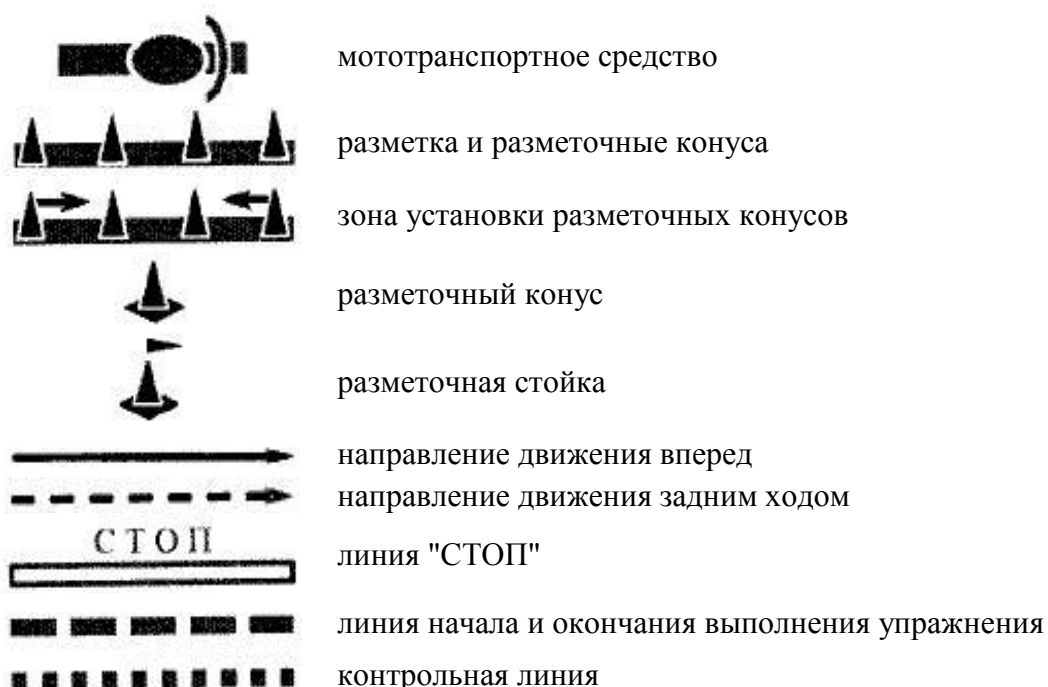 мототранспортное средство
разметка и разметочные конуса
зона установки разметочных конусов
разметочный конус
разметочная стойка
направление движения вперед
направление движения задним ходом
СТОП
линия "СТОП"
линия начала и окончания выполнения упражнения
контрольная линия